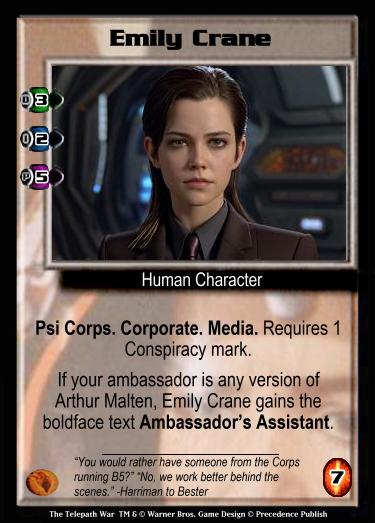 Emily Crane
D 3
I 2
P 5
Human Character
Psi Corps. Corporate. Media. Requires 1
Conspiracy mark.
If your ambassador is any version of
Arthur Malten, Emily Crane gains the
boldface text Ambassador's Assistant.
"You would rather have someone from the Corps
running B5?" "No, we work better behind the
scenes." -Harriman to Bester
7
The Telepath War TM & © Warner Bros. Game Design © Precedence Publish